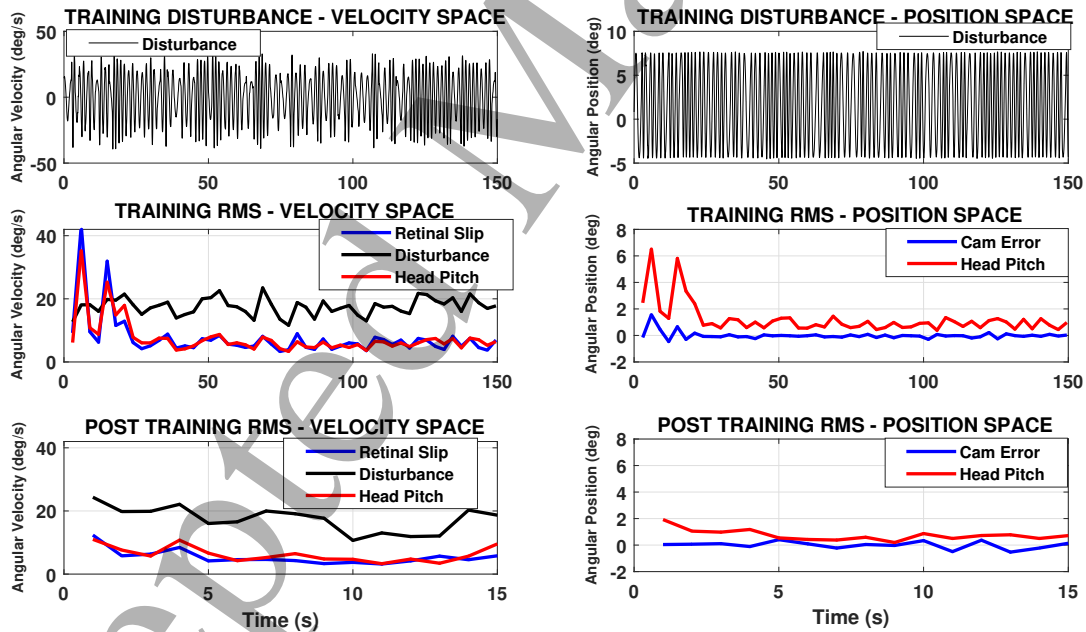 TRAINING DISTURBANCE - VELOCITY SPACE
Angular Velocity (deg/s)
50
0
-50
Disturbance
0 50 100 150
TRAINING DISTURBANCE - POSITION SPACE
Angular Position (deg)
10
5
0
-5
Disturbance
0 50 100 150
TRAINING RMS - VELOCITY SPACE
Angular Velocity (deg/s)
40
20
0
Retinal Slip
Disturbance
Head Pitch
0 50 100 150
TRAINING RMS - POSITION SPACE
Angular Position (deg)
8
6
4
2
0
-2
Cam Error
Head Pitch
0 50 100 150
POST TRAINING RMS - VELOCITY SPACE
Angular Velocity (deg/s)
40
20
0
Retinal Slip
Disturbance
Head Pitch
0 5 10 15
Time (s)
POST TRAINING RMS - POSITION SPACE
Angular Position (deg)
8
6
4
2
0
-2
Cam Error
Head Pitch
0 5 10 15
Time (s)